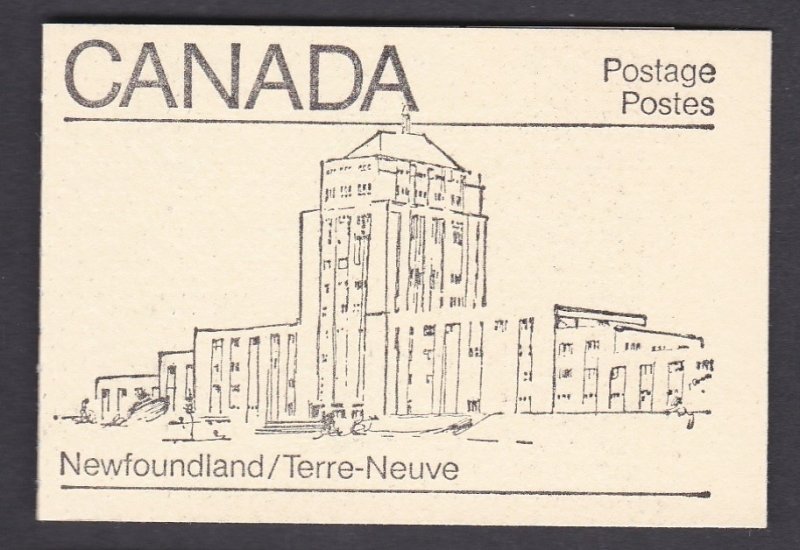 CANADA
Postage
Postes
Newfoundland/Terre-Neuve